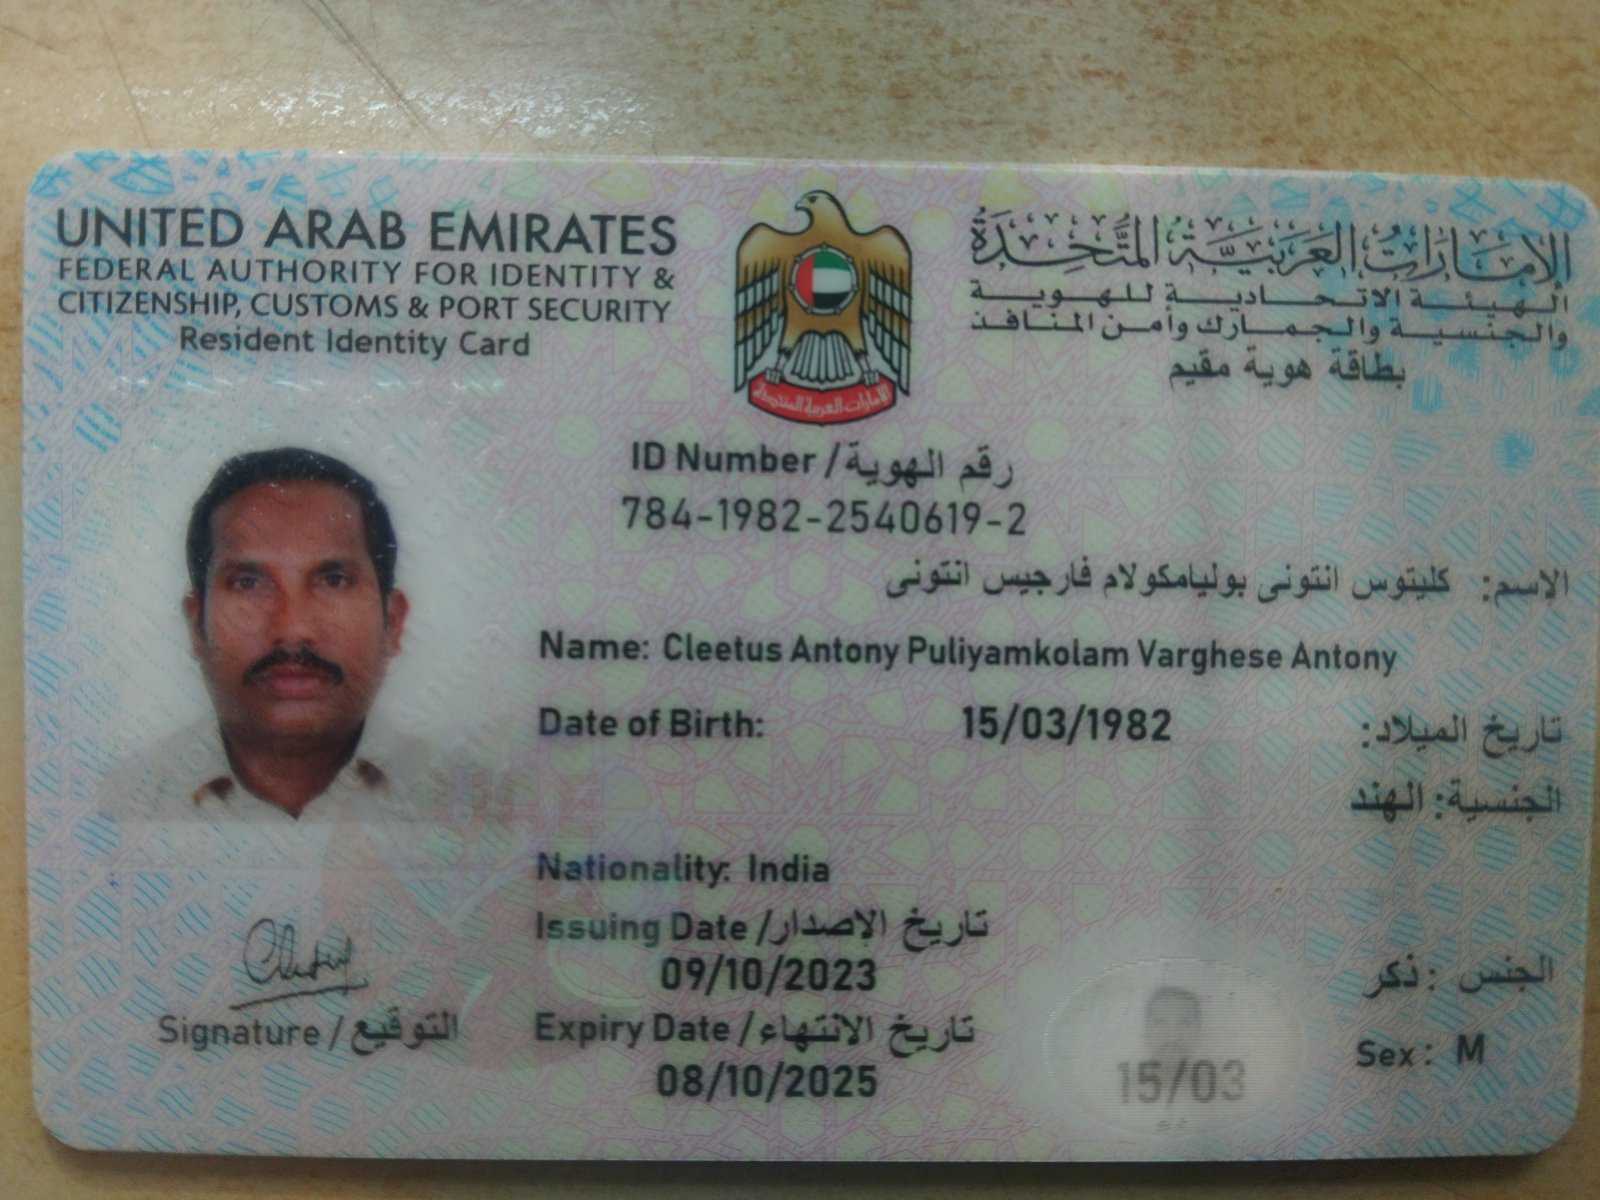 UNITED ARAB EMIRATES
FEDERAL AUTHORITY FOR IDENTITY &
CITIZENSHIP, CUSTOMS & PORT SECURITY
Resident Identity Card
الإمارات العربية المتحدة
الامارات العربية المتحدة
الهيئة الاتحادية للهوية
والجنسية والجمارك وأمن المنافذ
بطاقة هوية مقيم
ID Number / رقم الهوية
784-1982-2540619-2
الاسم: كليتوس انتونى بوليامكولام فارجيس انتونى
Name: Cleetus Antony Puliyamkolam Varghese Antony
Date of Birth: 15/03/1982 تاريخ الميلاد:
الجنسية: الهند
Nationality: India
Issuing Date / تاريخ الإصدار
09/10/2023
Expiry Date / تاريخ الانتهاء
08/10/2025
الجنس : ذكر
Sex : M
Signature / التوقيع
15/03